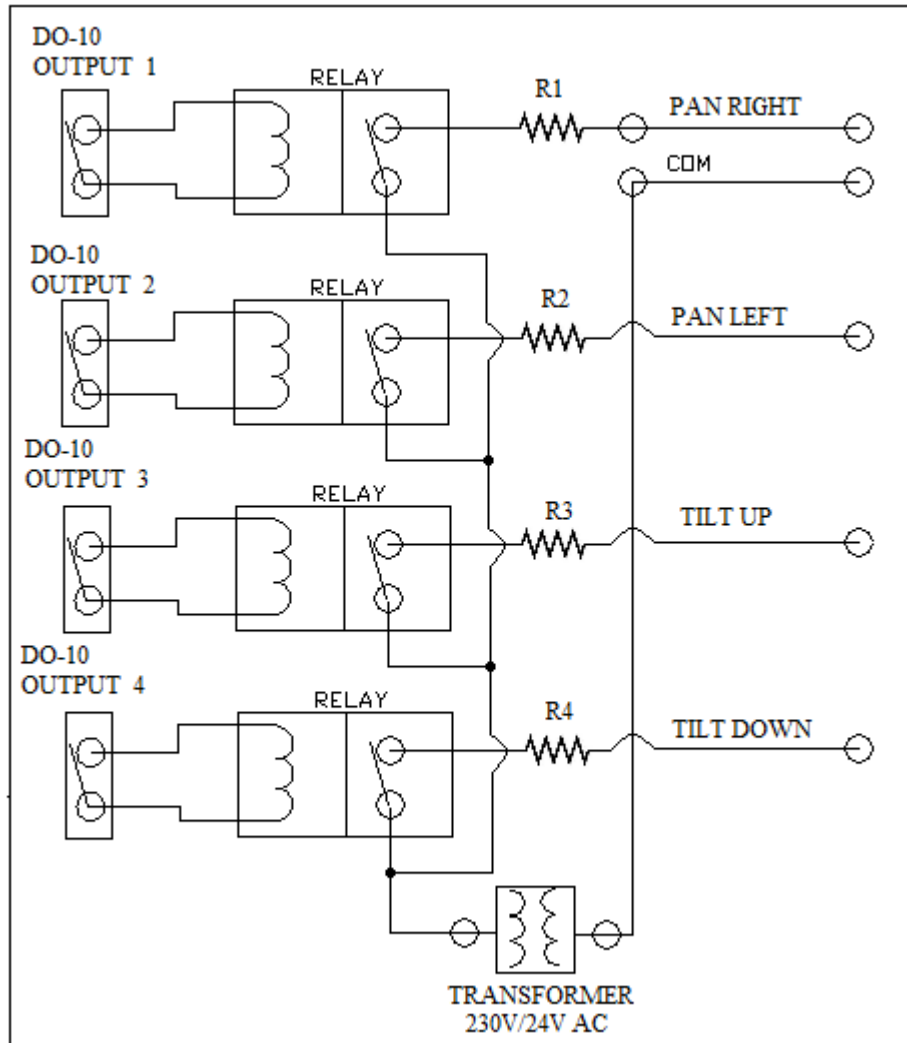 DO-10
OUTPUT 1
RELAY
R1
PAN RIGHT
COM
DO-10
OUTPUT 2
RELAY
R2
PAN LEFT
DO-10
OUTPUT 3
RELAY
R3
TILT UP
DO-10
OUTPUT 4
RELAY
R4
TILT DOWN
TRANSFORMER
230V/24V AC